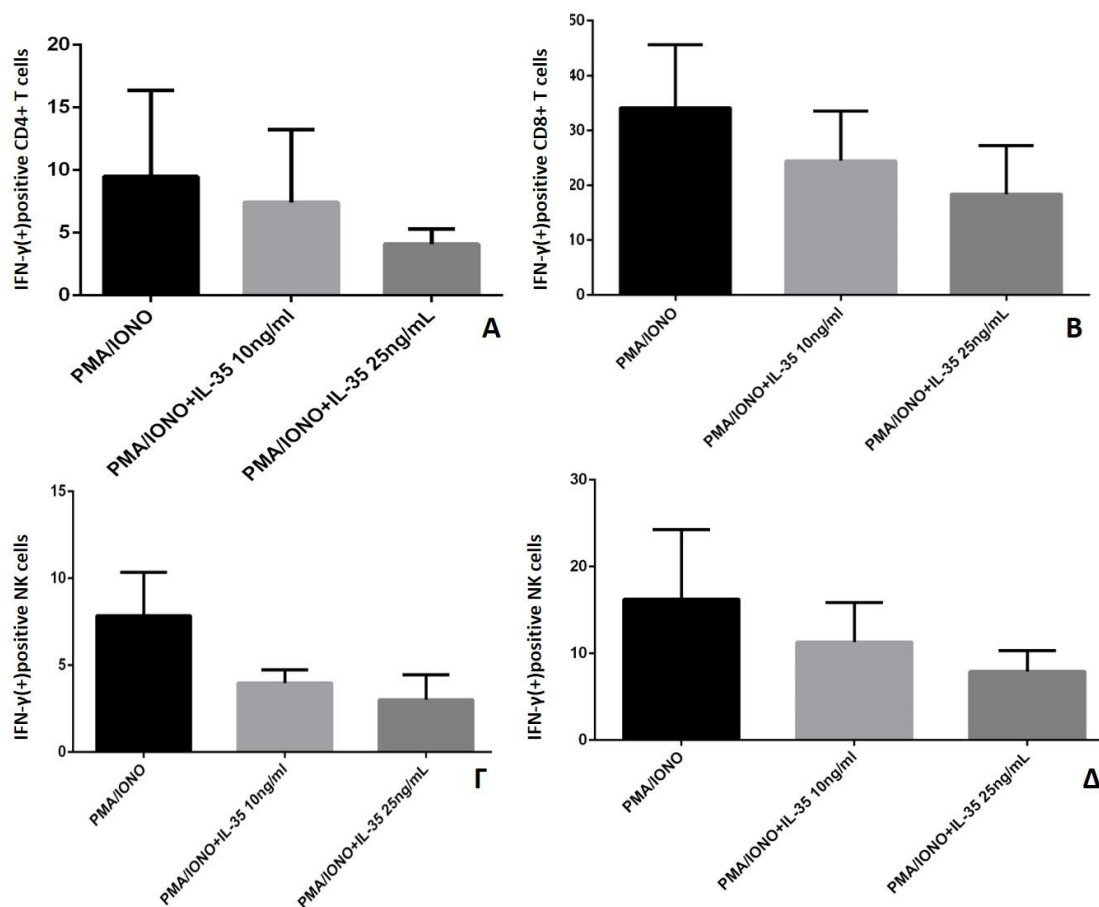 IFN-γ(+)positive CD4+ T cells
20
15
10
5
0
PMA/IONO
PMA/IONO+IL-35 10ng/ml
PMA/IONO+IL-35 25ng/mL
A
IFN-γ(+)positive CD8+ T cells
50
40
30
20
10
0
PMA/IONO
PMA/IONO+IL-35 10ng/ml
PMA/IONO+IL-35 25ng/mL
B
IFN-γ(+)positive NK cells
15
10
5
0
PMA/IONO
PMA/IONO+IL-35 10ng/ml
PMA/IONO+IL-35 25ng/mL
Γ
IFN-γ(+)positive NK cells
30
20
10
0
PMA/IONO
PMA/IONO+IL-35 10ng/ml
PMA/IONO+IL-35 25ng/mL
Δ